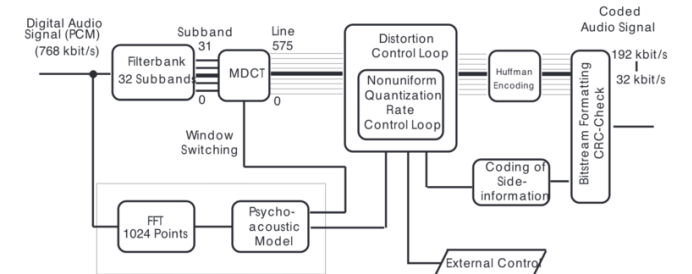 Digital Audio
Signal (PCM)
(768 kbit/s)
Filterbank
32 Subbands
Subband
31
0
MDCT
Line
575
0
Window
Switching
FFT
1024 Points
Psycho-
acoustic
Model
Distortion
Control Loop
Nonuniform
Quantization
Rate
Control Loop
Huffman
Encoding
Coding of
Side-
information
External Control
Bitstream Formatting
CRC-Check
Coded
Audio Signal
192 kbit/s
32 kbit/s